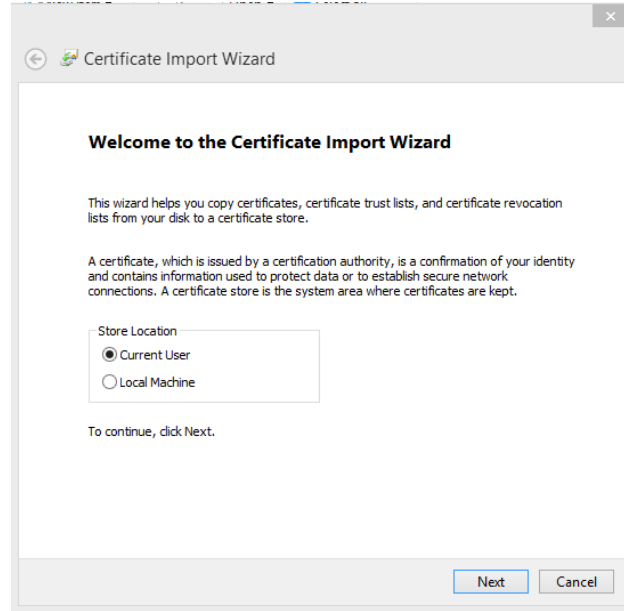 Certificate Import Wizard
Welcome to the Certificate Import Wizard
This wizard helps you copy certificates, certificate trust lists, and certificate revocation
lists from your disk to a certificate store.
A certificate, which is issued by a certification authority, is a confirmation of your identity
and contains information used to protect data or to establish secure network
connections. A certificate store is the system area where certificates are kept.
Store Location
Current User
Local Machine
To continue, click Next.
Next Cancel